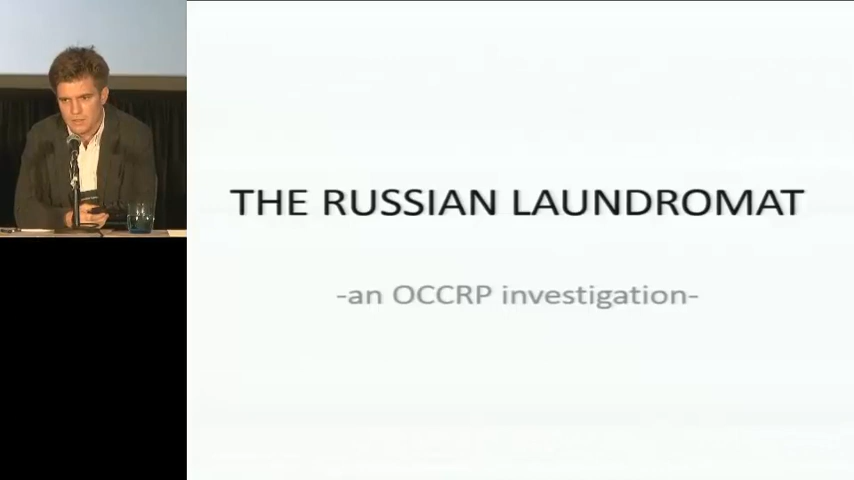 THE RUSSIAN LAUNDROMAT
-an OCCRP investigation-